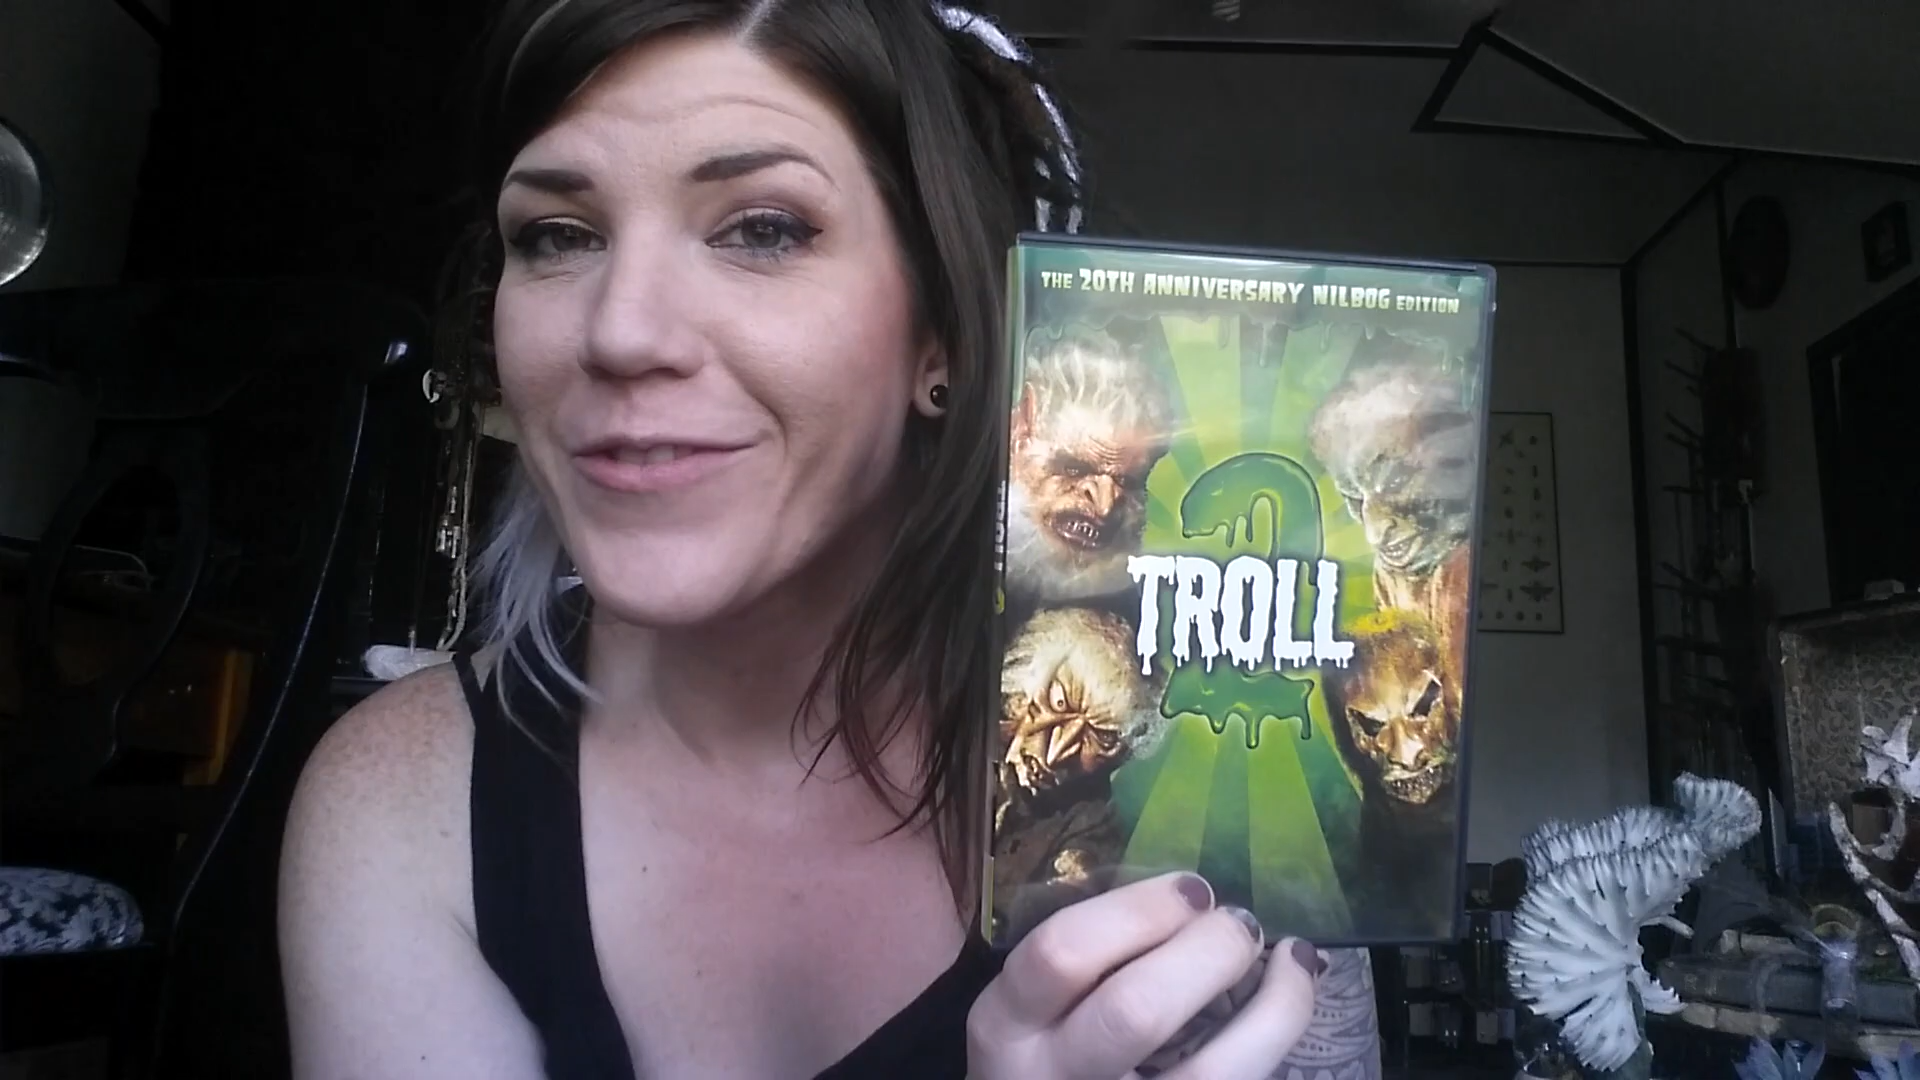 THE 20TH ANNIVERSARY NILBOG EDITION
2
TROLL